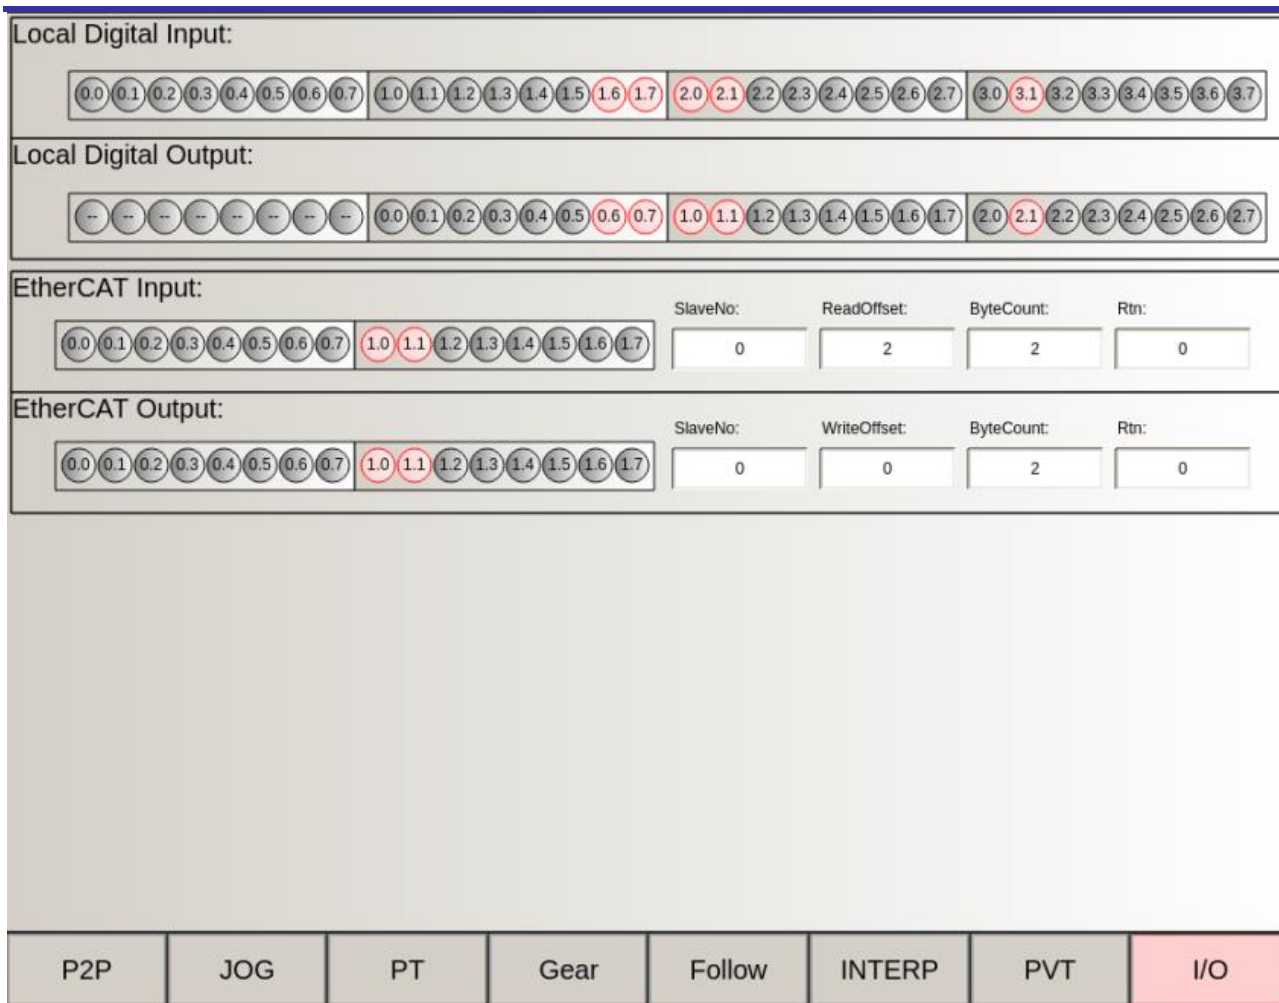 Local Digital Input:
0.0 0.1 0.2 0.3 0.4 0.5 0.6 0.7 1.0 1.1 1.2 1.3 1.4 1.5 1.6 1.7 2.0 2.1 2.2 2.3 2.4 2.5 2.6 2.7 3.0 3.1 3.2 3.3 3.4 3.5 3.6 3.7
Local Digital Output:
-- -- -- -- -- -- -- -- 0.0 0.1 0.2 0.3 0.4 0.5 0.6 0.7 1.0 1.1 1.2 1.3 1.4 1.5 1.6 1.7 2.0 2.1 2.2 2.3 2.4 2.5 2.6 2.7
EtherCAT Input:
SlaveNo: ReadOffset: ByteCount: Rtn:
0.0 0.1 0.2 0.3 0.4 0.5 0.6 0.7 1.0 1.1 1.2 1.3 1.4 1.5 1.6 1.7 0 2 2 0
EtherCAT Output:
SlaveNo: WriteOffset: ByteCount: Rtn:
0.0 0.1 0.2 0.3 0.4 0.5 0.6 0.7 1.0 1.1 1.2 1.3 1.4 1.5 1.6 1.7 0 0 2 0
P2P JOG PT Gear Follow INTERP PVT I/O